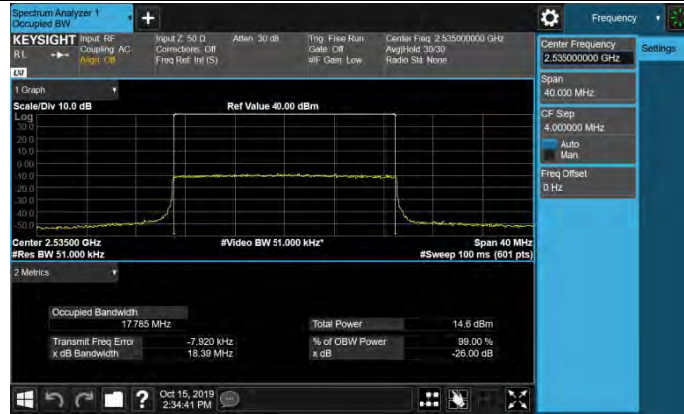 Spectrum Analyzer 1
Occupied BW
+
Frequency
KEYSIGHT
RL
LXI
Input: RF
Coupling: AC
Align: Off
Input Z: 50 Ω
Corrections: Off
Freq Ref: Int (S)
Atten: 30 dB
Trig: Free Run
Gate: Off
#IF Gain: Low
Center Freq: 2.535000000 GHz
Avg|Hold: 30/30
Radio Std: None
Center Frequency
2.535000000 GHz
Settings
Span
40.000 MHz
CF Step
4.000000 MHz
Auto
Man
Freq Offset
0 Hz
1 Graph
Scale/Div 10.0 dB
Ref Value 40.00 dBm
Log
30.0
20.0
10.0
0.00
-10.0
-20.0
-30.0
-40.0
-50.0
Center 2.53500 GHz
#Video BW 51.000 kHz*
Span 40 MHz
#Res BW 51.000 kHz
#Sweep 100 ms (601 pts)
2 Metrics
Occupied Bandwidth
17.785 MHz
Total Power
14.6 dBm
Transmit Freq Error
-7.920 kHz
% of OBW Power
99.00 %
x dB Bandwidth
18.39 MHz
x dB
-26.00 dB
?
Oct 15, 2019
2:34:41 PM